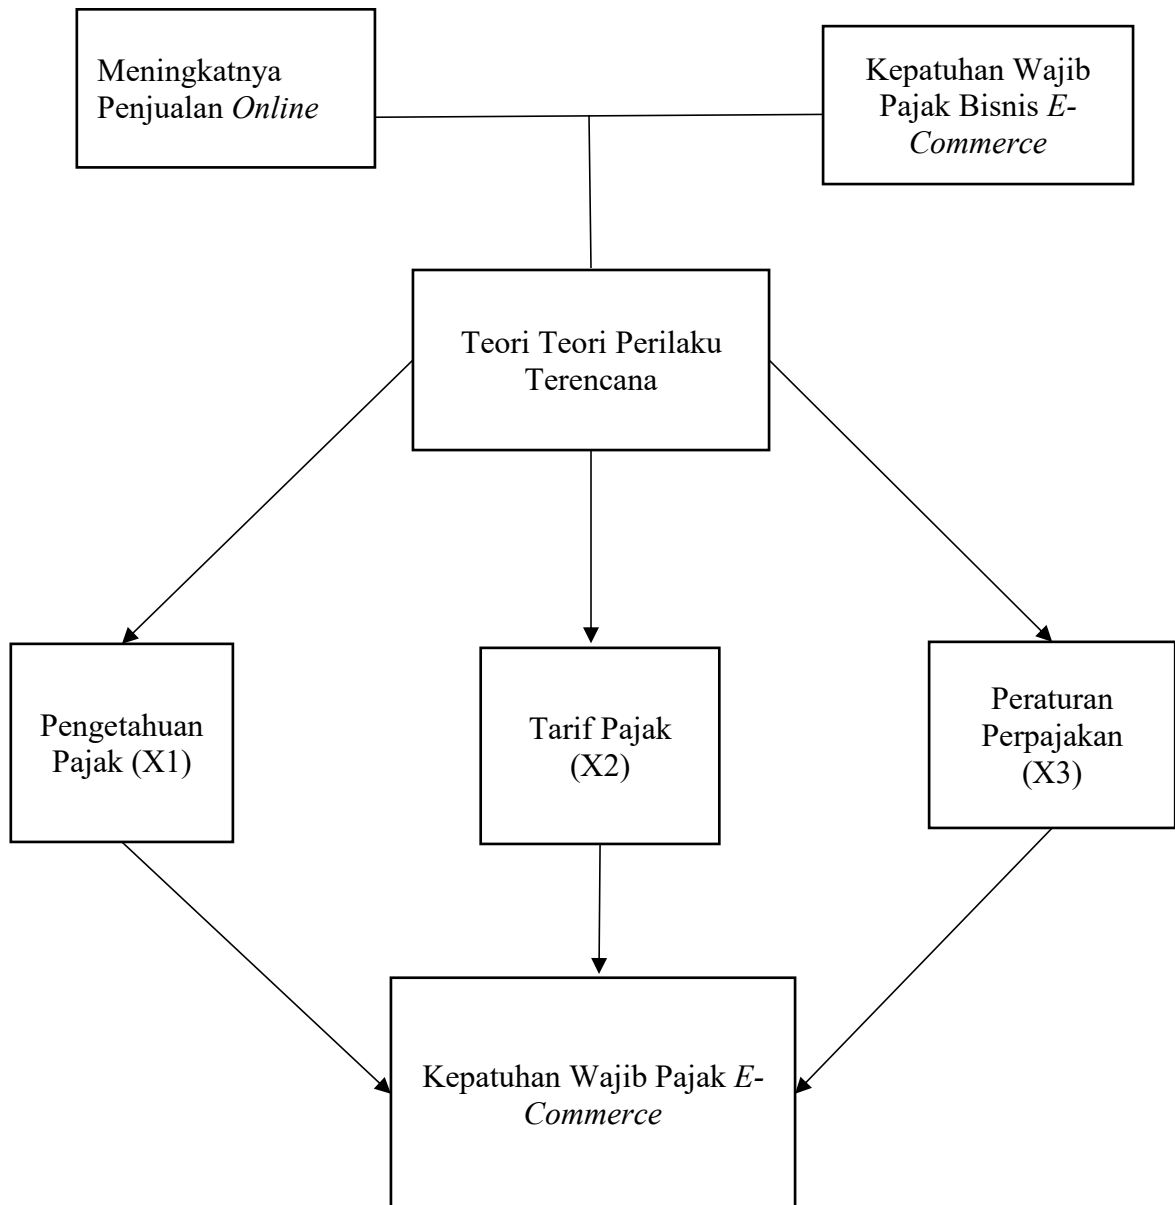 Meningkatnya
Penjualan Online
Kepatuhan Wajib
Pajak Bisnis E-
Commerce
Teori Teori Perilaku
Terencana
Pengetahuan
Pajak (X1)
Tarif Pajak
(X2)
Peraturan
Perpajakan
(X3)
Kepatuhan Wajib Pajak E-
Commerce